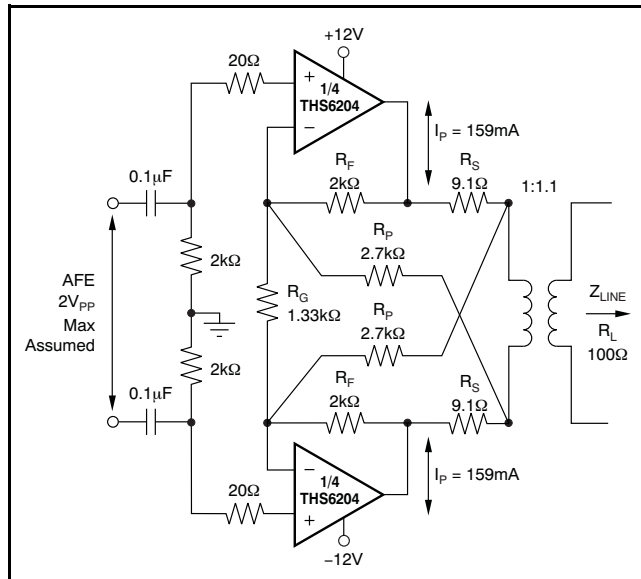 +12V
20Ω
+
1/4
THS6204
−
I_P = 159mA
0.1μF
R_F
2kΩ
R_S
9.1Ω
1:1.1
2kΩ
R_P
2.7kΩ
AFE
2V_PP
Max
Assumed
R_G
1.33kΩ
R_P
2.7kΩ
Z_LINE
R_L
100Ω
2kΩ
R_F
2kΩ
R_S
9.1Ω
0.1μF
−
1/4
THS6204
+
I_P = 159mA
20Ω
−12V